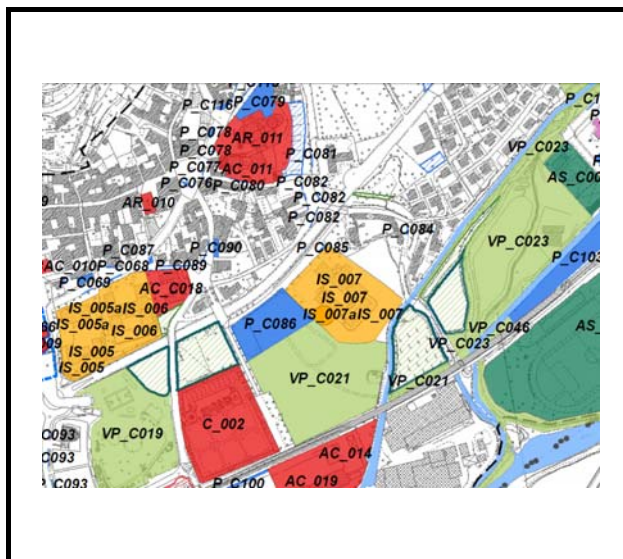 P_C116
P_C079
P_C078
AR_011
P_C078
P_C081
P_C077
AC_011
P_C076
P_C080
P_C082
P_C082
AR_010
P_C082
P_C084
P_C087
P_C090
P_C085
AC_010
P_C068
P_C089
P_C069
AC_C018
VP_C023
AS_C00
VP_C023
P_C103
IS_007
IS_007
IS_007a
IS_007
IS_005a
IS_006
IS_005a
IS_006
IS_005
IS_005
P_C086
VP_C046
VP_C023
AS_
VP_C021
VP_C021
C_002
VP_C019
C093
C093
P_C093
P_C100
AC_014
AC_019